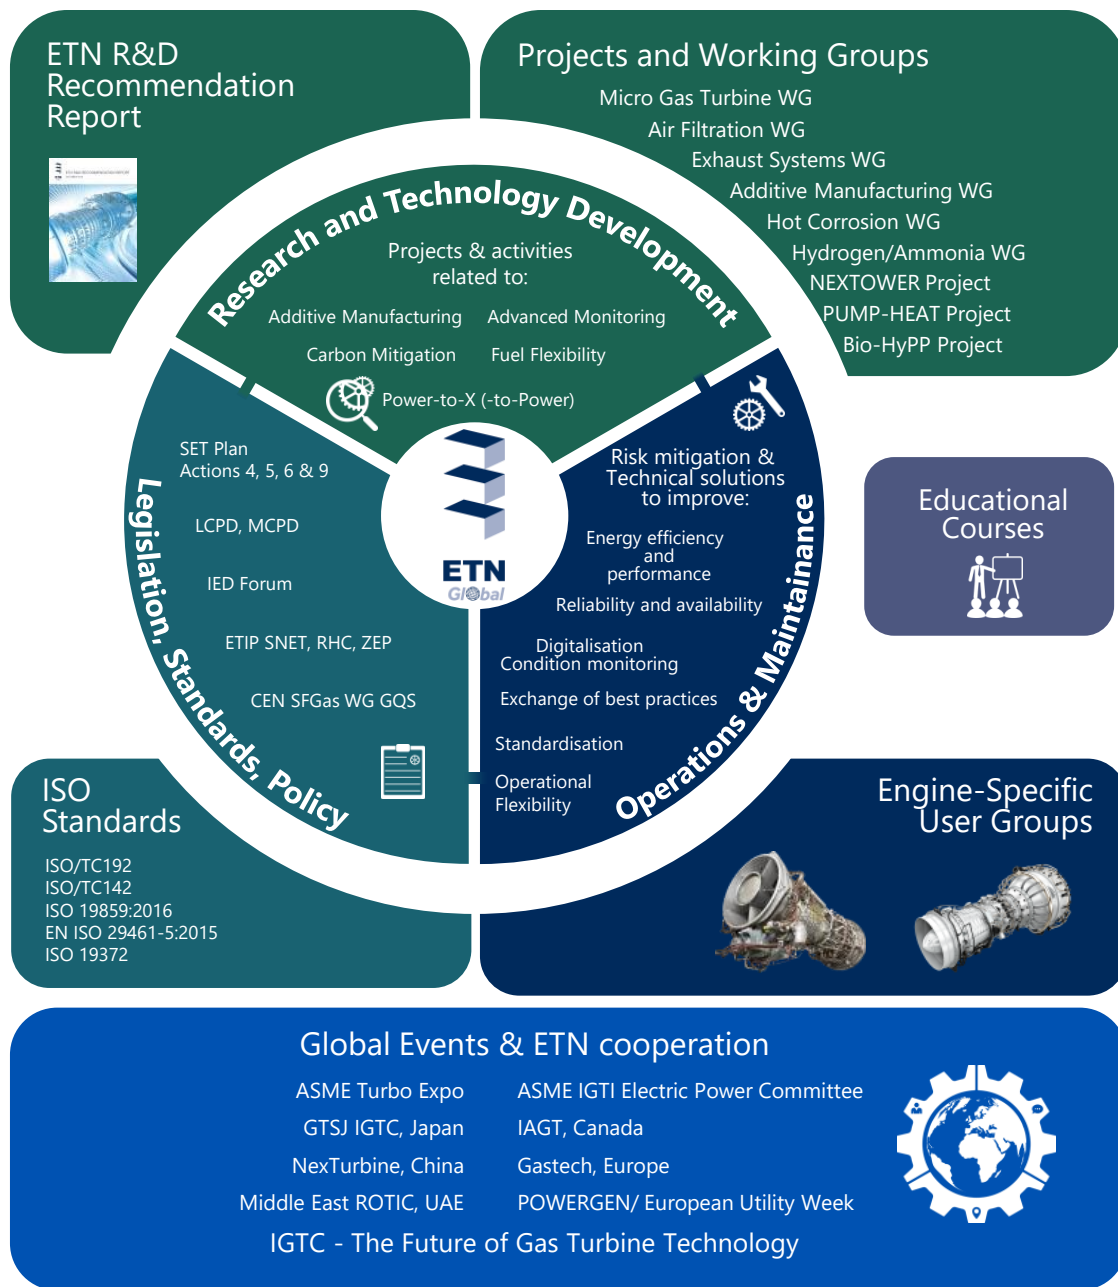 ETN R&D
Recommendation
Report
Projects and Working Groups
Micro Gas Turbine WG
Air Filtration WG
Exhaust Systems WG
Additive Manufacturing WG
Hot Corrosion WG
Hydrogen/Ammonia WG
NEXTOWER Project
PUMP-HEAT Project
Bio-HyPP Project
Research and Technology Development
Projects & activities
related to:
Additive Manufacturing
Advanced Monitoring
Carbon Mitigation
Fuel Flexibility
Power-to-X (-to-Power)
Legislation, Standards, Policy
SET Plan
Actions 4, 5, 6 & 9
LCPD, MCPD
IED Forum
ETIP SNET, RHC, ZEP
CEN SFGas WG GQS
ETN
Global
Operations & Maintainance
Risk mitigation &
Technical solutions
to improve:
Energy efficiency
and
performance
Reliability and availability
Digitalisation
Condition monitoring
Exchange of best practices
Standardisation
Operational
Flexibility
Educational
Courses
ISO
Standards
ISO/TC192
ISO/TC142
ISO 19859:2016
EN ISO 29461-5:2015
ISO 19372
Engine-Specific
User Groups
Global Events & ETN cooperation
ASME Turbo Expo
ASME IGTI Electric Power Committee
GTSJ IGTC, Japan
IAGT, Canada
NexTurbine, China
Gastech, Europe
Middle East ROTIC, UAE
POWERGEN/ European Utility Week
IGTC - The Future of Gas Turbine Technology